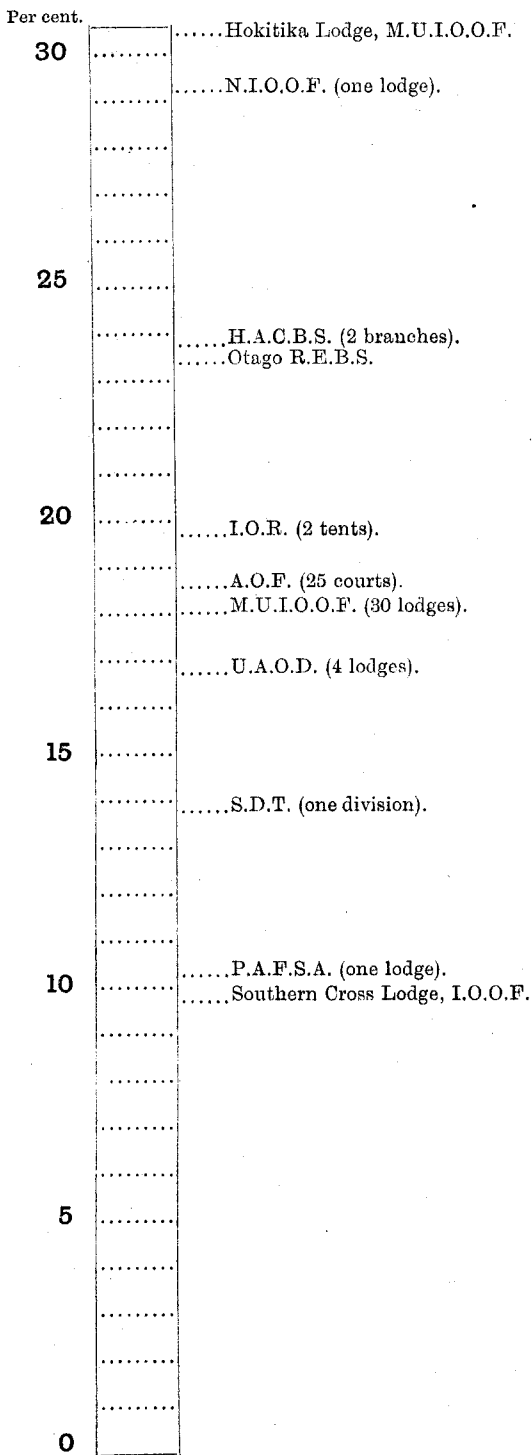 Per cent.
......Hokitika Lodge, M.U.I.O.O.F.
30
......N.I.O.O.F. (one lodge).
25
......H.A.C.B.S. (2 branches).
......Otago R.E.B.S.
20
......I.O.R. (2 tents).
......A.O.F. (25 courts).
......M.U.I.O.O.F. (30 lodges).
......U.A.O.D. (4 lodges).
15
......S.D.T. (one division).
......P.A.F.S.A. (one lodge).
10
......Southern Cross Lodge, I.O.O.F.
5
0